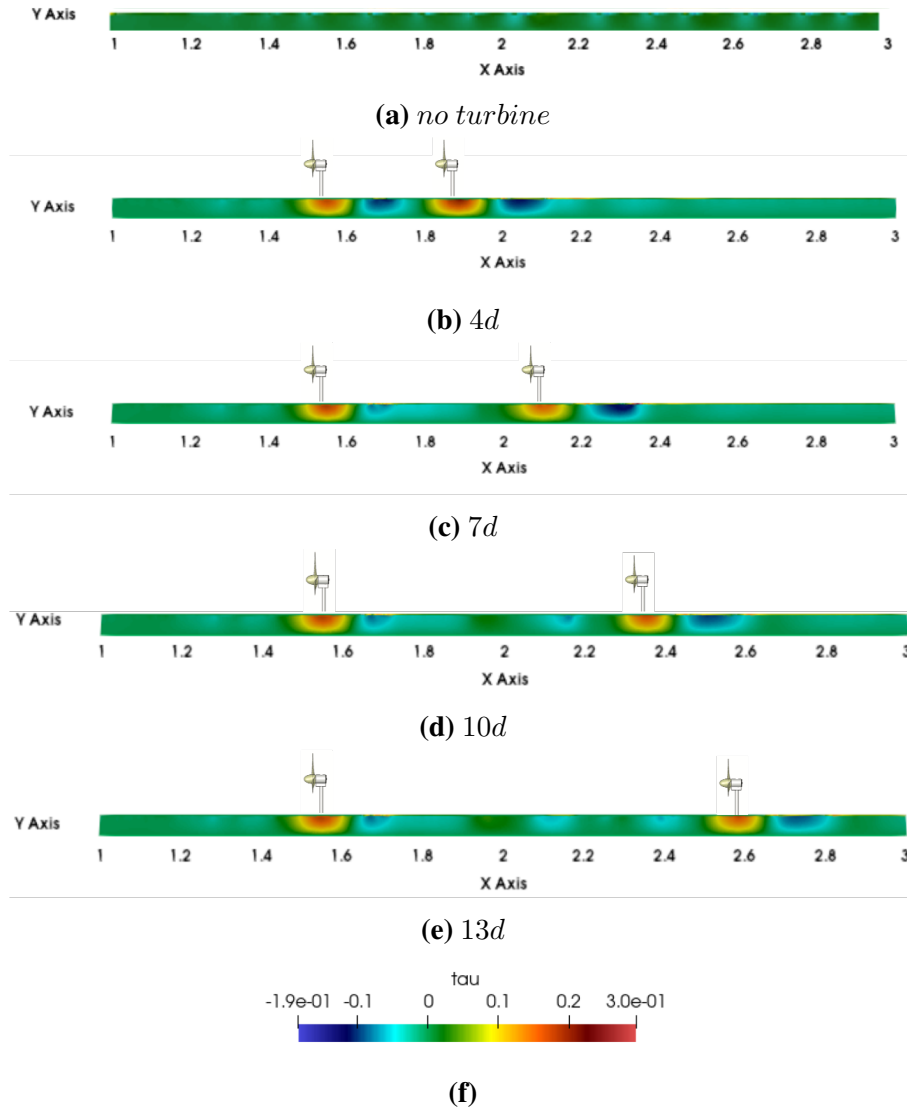 Y Axis
1 1.2 1.4 1.6 1.8 2 2.2 2.4 2.6 2.8 3
X Axis
(a) no turbine
Y Axis
1 1.2 1.4 1.6 1.8 2 2.2 2.4 2.6 2.8 3
X Axis
(b) 4d
Y Axis
1 1.2 1.4 1.6 1.8 2 2.2 2.4 2.6 2.8 3
X Axis
(c) 7d
Y Axis
1 1.2 1.4 1.6 1.8 2 2.2 2.4 2.6 2.8 3
X Axis
(d) 10d
Y Axis
1 1.2 1.4 1.6 1.8 2 2.2 2.4 2.6 2.8 3
X Axis
(e) 13d
tau
-1.9e-01 -0.1 0 0.1 0.2 3.0e-01
(f)